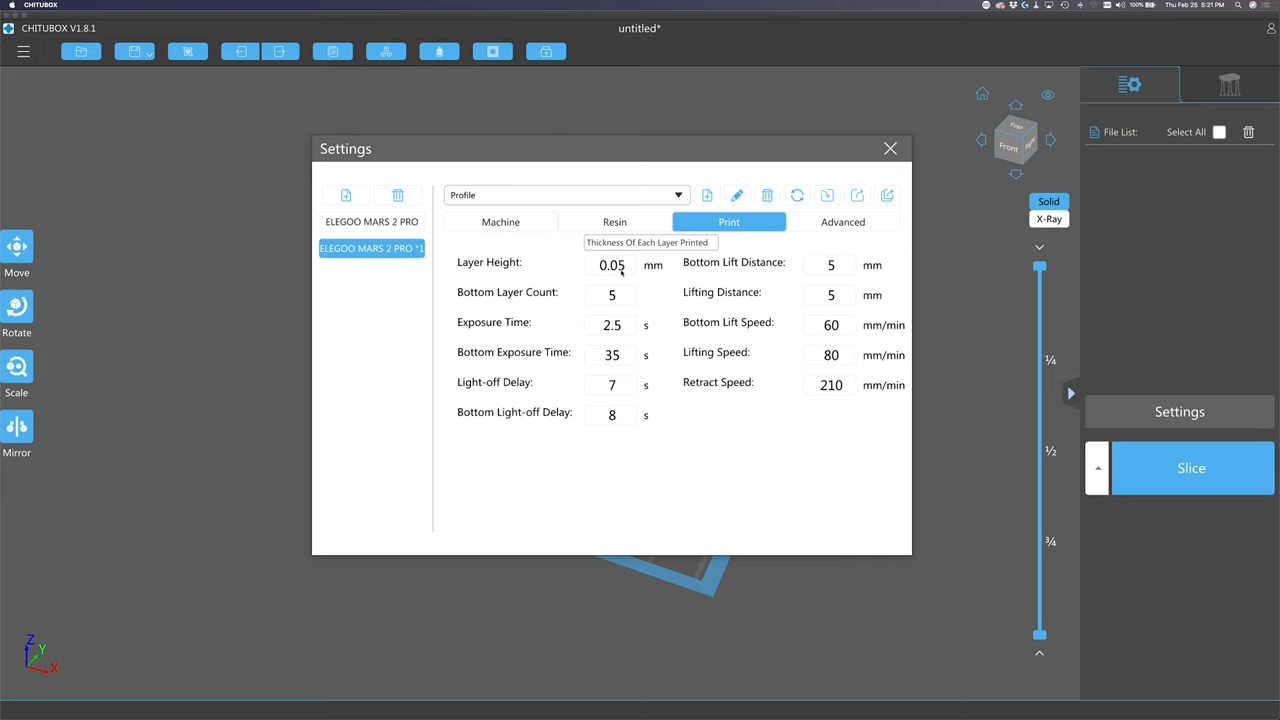 CHITUBOX
100%
Thu Feb 25 5:21 PM
CHITUBOX V1.8.1
untitled*
File List:
Select All
Top
Front
Right
Solid
X-Ray
Settings
Profile
ELEGOO MARS 2 PRO
ELEGOO MARS 2 PRO *1
Machine
Resin
Print
Advanced
Thickness Of Each Layer Printed
Layer Height: 0.05 mm
Bottom Lift Distance: 5 mm
Bottom Layer Count: 5
Lifting Distance: 5 mm
Exposure Time: 2.5 s
Bottom Lift Speed: 60 mm/min
Bottom Exposure Time: 35 s
Lifting Speed: 80 mm/min
Light-off Delay: 7 s
Retract Speed: 210 mm/min
Bottom Light-off Delay: 8 s
Move
Rotate
Scale
Mirror
¼
½
¾
Settings
Slice
Z
Y
X